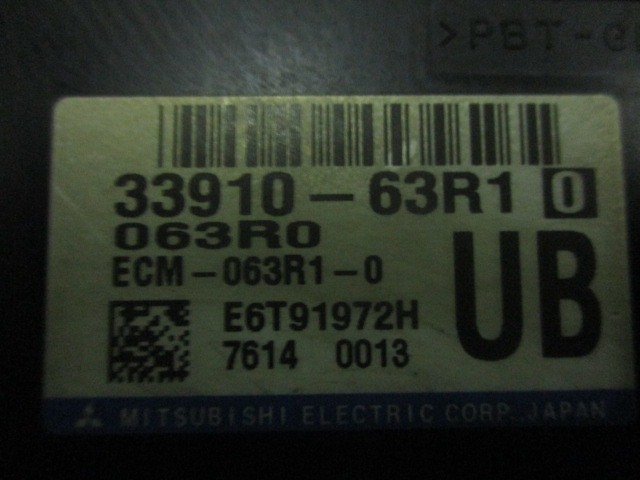 >PBT-G
33910-63R1 0
063R0
ECM-063R1-0
UB
E6T91972H
7614 0013
MITSUBISHI ELECTRIC CORP. JAPAN